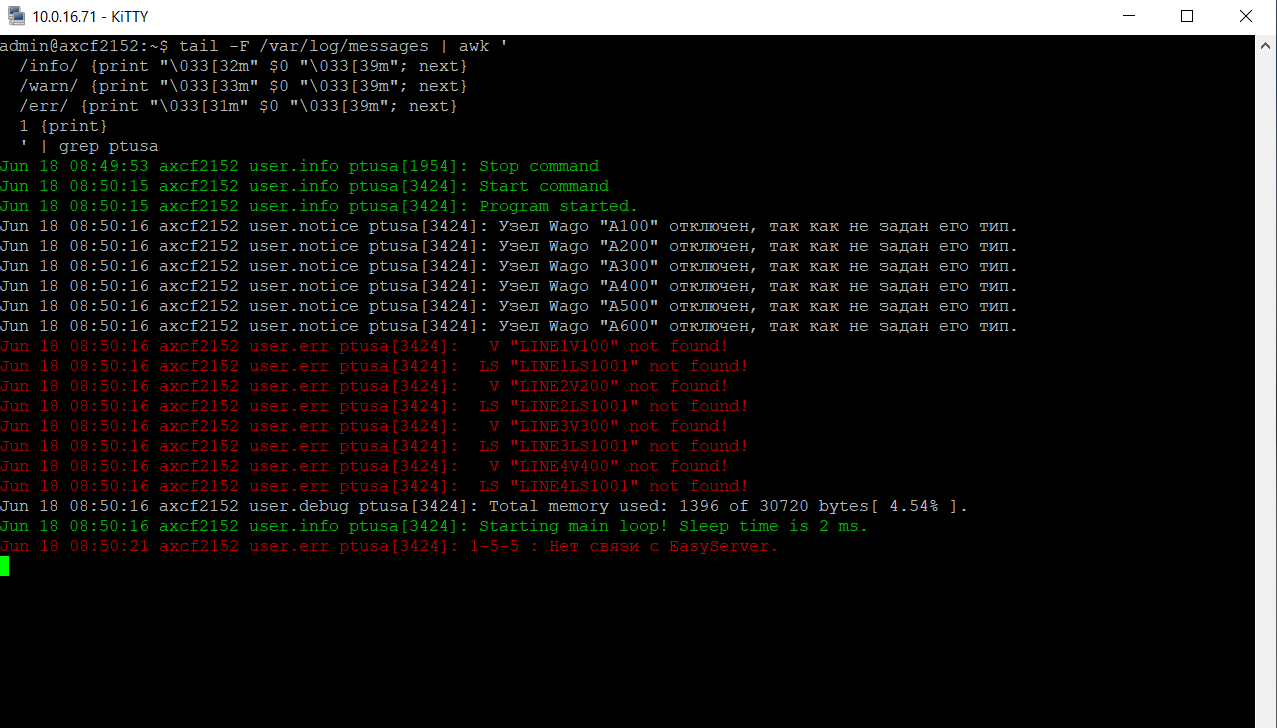 10.0.16.71 - KiTTY
admin@axcf2152:~$ tail -F /var/log/messages | awk '
  /info/ {print "\033[32m" $0 "\033[39m"; next}
  /warn/ {print "\033[33m" $0 "\033[39m"; next}
  /err/ {print "\033[31m" $0 "\033[39m"; next}
  1 {print}
  ' | grep ptusa
Jun 18 08:49:53 axcf2152 user.info ptusa[1954]: Stop command
Jun 18 08:50:15 axcf2152 user.info ptusa[3424]: Start command
Jun 18 08:50:15 axcf2152 user.info ptusa[3424]: Program started.
Jun 18 08:50:16 axcf2152 user.notice ptusa[3424]: Узел Wago "A100" отключен, так как не задан его тип.
Jun 18 08:50:16 axcf2152 user.notice ptusa[3424]: Узел Wago "A200" отключен, так как не задан его тип.
Jun 18 08:50:16 axcf2152 user.notice ptusa[3424]: Узел Wago "A300" отключен, так как не задан его тип.
Jun 18 08:50:16 axcf2152 user.notice ptusa[3424]: Узел Wago "A400" отключен, так как не задан его тип.
Jun 18 08:50:16 axcf2152 user.notice ptusa[3424]: Узел Wago "A500" отключен, так как не задан его тип.
Jun 18 08:50:16 axcf2152 user.notice ptusa[3424]: Узел Wago "A600" отключен, так как не задан его тип.
Jun 18 08:50:16 axcf2152 user.err ptusa[3424]:   V "LINE1V100" not found!
Jun 18 08:50:16 axcf2152 user.err ptusa[3424]:  LS "LINE1LS1001" not found!
Jun 18 08:50:16 axcf2152 user.err ptusa[3424]:   V "LINE2V200" not found!
Jun 18 08:50:16 axcf2152 user.err ptusa[3424]:  LS "LINE2LS1001" not found!
Jun 18 08:50:16 axcf2152 user.err ptusa[3424]:   V "LINE3V300" not found!
Jun 18 08:50:16 axcf2152 user.err ptusa[3424]:  LS "LINE3LS1001" not found!
Jun 18 08:50:16 axcf2152 user.err ptusa[3424]:   V "LINE4V400" not found!
Jun 18 08:50:16 axcf2152 user.err ptusa[3424]:  LS "LINE4LS1001" not found!
Jun 18 08:50:16 axcf2152 user.debug ptusa[3424]: Total memory used: 1396 of 30720 bytes[ 4.54% ].
Jun 18 08:50:16 axcf2152 user.info ptusa[3424]: Starting main loop! Sleep time is 2 ms.
Jun 18 08:50:21 axcf2152 user.err ptusa[3424]: 1-5-5 : Нет связи с EasyServer.